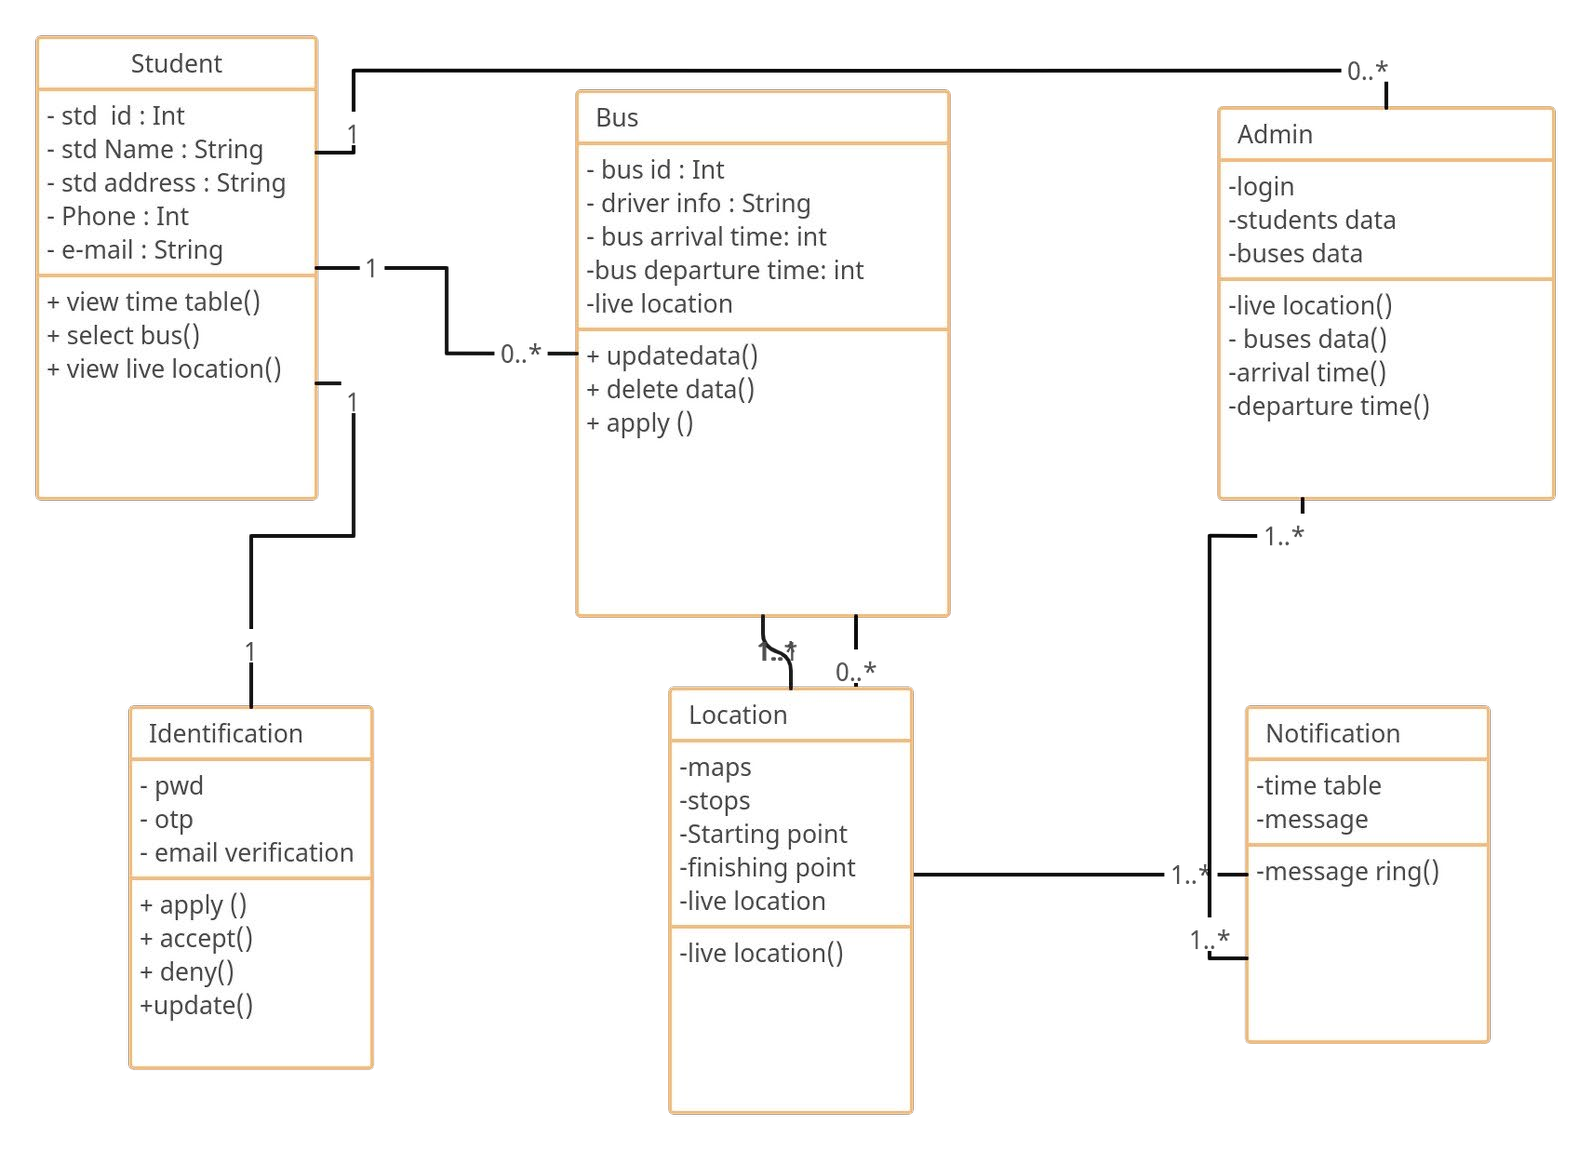 Student
- std  id : Int
- std Name : String
- std address : String
- Phone : Int
- e-mail : String
+ view time table()
+ select bus()
+ view live location()
1
0..*
1
0..*
1
1
Bus
- bus id : Int
- driver info : String
- bus arrival time: int
-bus departure time: int
-live location
+ updatedata()
+ delete data()
+ apply ()
Admin
-login
-students data
-buses data
-live location()
- buses data()
-arrival time()
-departure time()
1..*
0..*
Identification
- pwd
- otp
- email verification
+ apply ()
+ accept()
+ deny()
+update()
Location
-maps
-stops
-Starting point
-finishing point
-live location
-live location()
1..*
1..*
Notification
-time table
-message
-message ring()